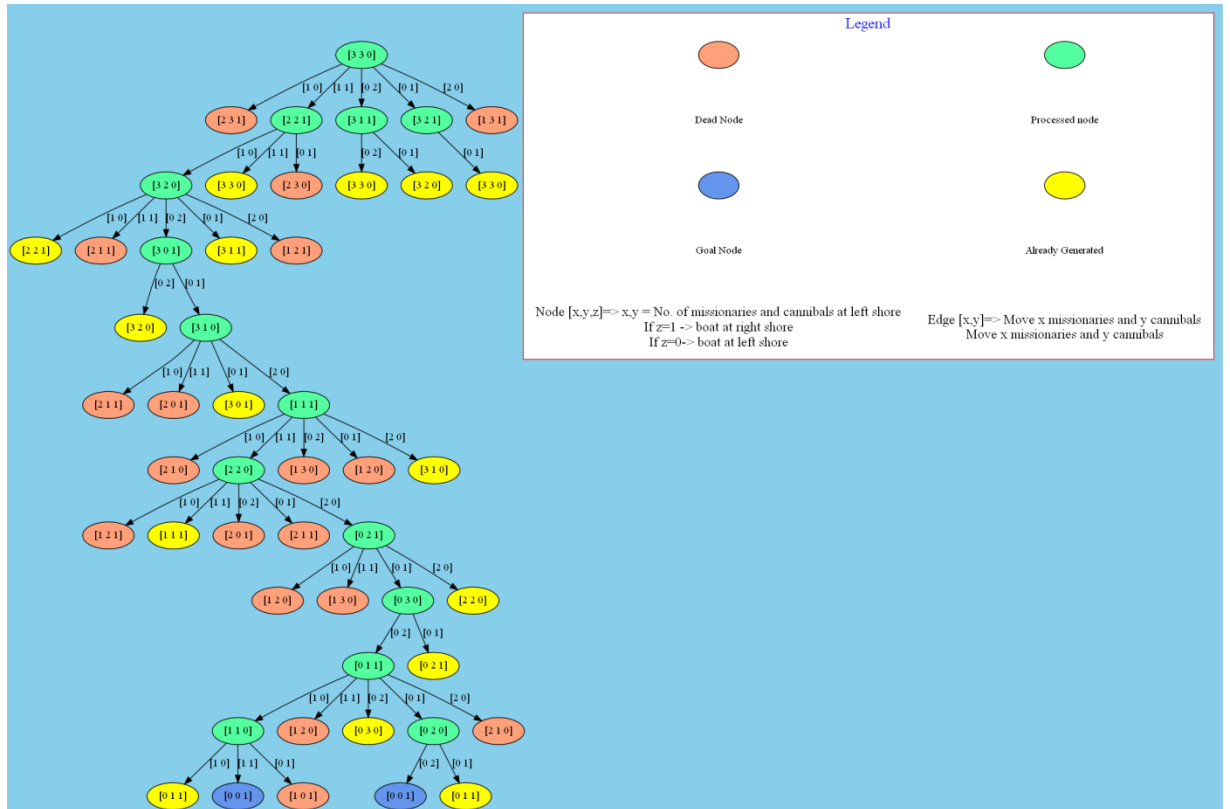 Legend
[3 3 0]
[1 0] [1 1] [0 2] [0 1] [2 0]
[2 3 1] [2 2 1] [3 1 1] [3 2 1] [1 3 1]
Dead Node Processed node
[1 0] [1 1] [0 1] [0 2] [0 1] [0 1]
[3 2 0] [3 3 0] [2 3 0] [3 3 0] [3 2 0] [3 3 0]
[1 0] [1 1] [0 2] [0 1] [2 0]
[2 2 1] [2 1 1] [3 0 1] [3 1 1] [1 2 1]
Goal Node Already Generated
[0 2] [0 1]
[3 2 0] [3 1 0]
Node [x,y,z]=> x,y = No. of missionaries and cannibals at left shore
If z=1 -> boat at right shore
If z=0-> boat at left shore
Edge [x,y]=> Move x missionaries and y cannibals
Move x missionaries and y cannibals
[1 0] [1 1] [0 1] [2 0]
[2 1 1] [2 0 1] [3 0 1] [1 1 1]
[1 0] [1 1] [0 2] [0 1] [2 0]
[2 1 0] [2 2 0] [1 3 0] [1 2 0] [3 1 0]
[1 0] [1 1] [0 2] [0 1] [2 0]
[1 2 1] [1 1 1] [2 0 1] [2 1 1] [0 2 1]
[1 0] [1 1] [0 1] [2 0]
[1 2 0] [1 3 0] [0 3 0] [2 2 0]
[0 2] [0 1]
[0 1 1] [0 2 1]
[1 0] [1 1] [0 2] [0 1] [2 0]
[1 1 0] [1 2 0] [0 3 0] [0 2 0] [2 1 0]
[1 0] [1 1] [0 1] [0 2] [0 1]
[0 1 1] [0 0 1] [1 0 1] [0 0 1] [0 1 1]